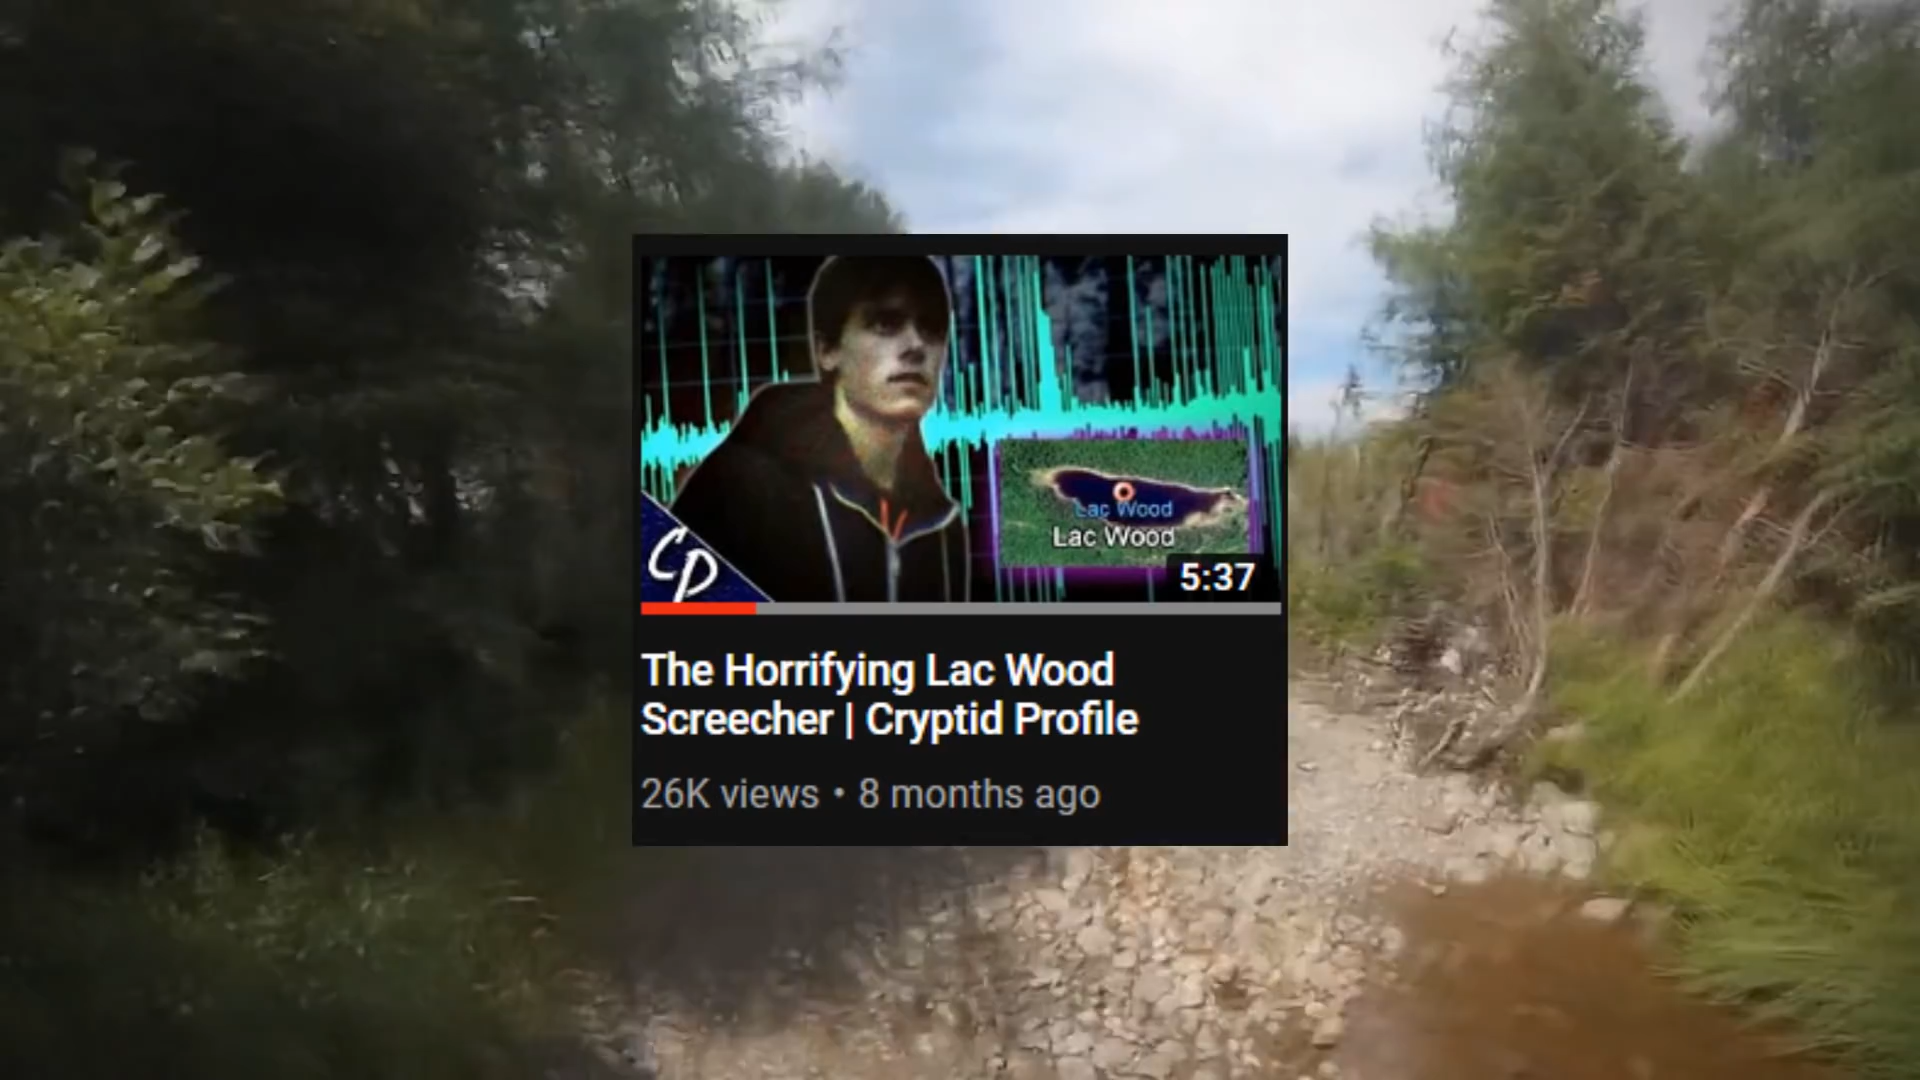 Lac Wood
Lac Wood
CP
5:37
The Horrifying Lac Wood
Screecher | Cryptid Profile
26K views • 8 months ago